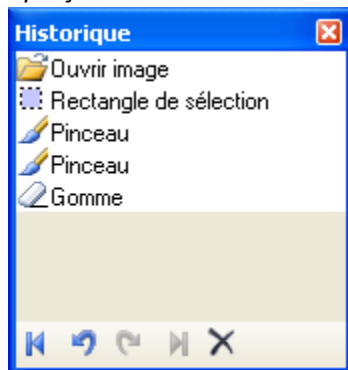 Historique
Ouvrir image
Rectangle de sélection
Pinceau
Pinceau
Gomme